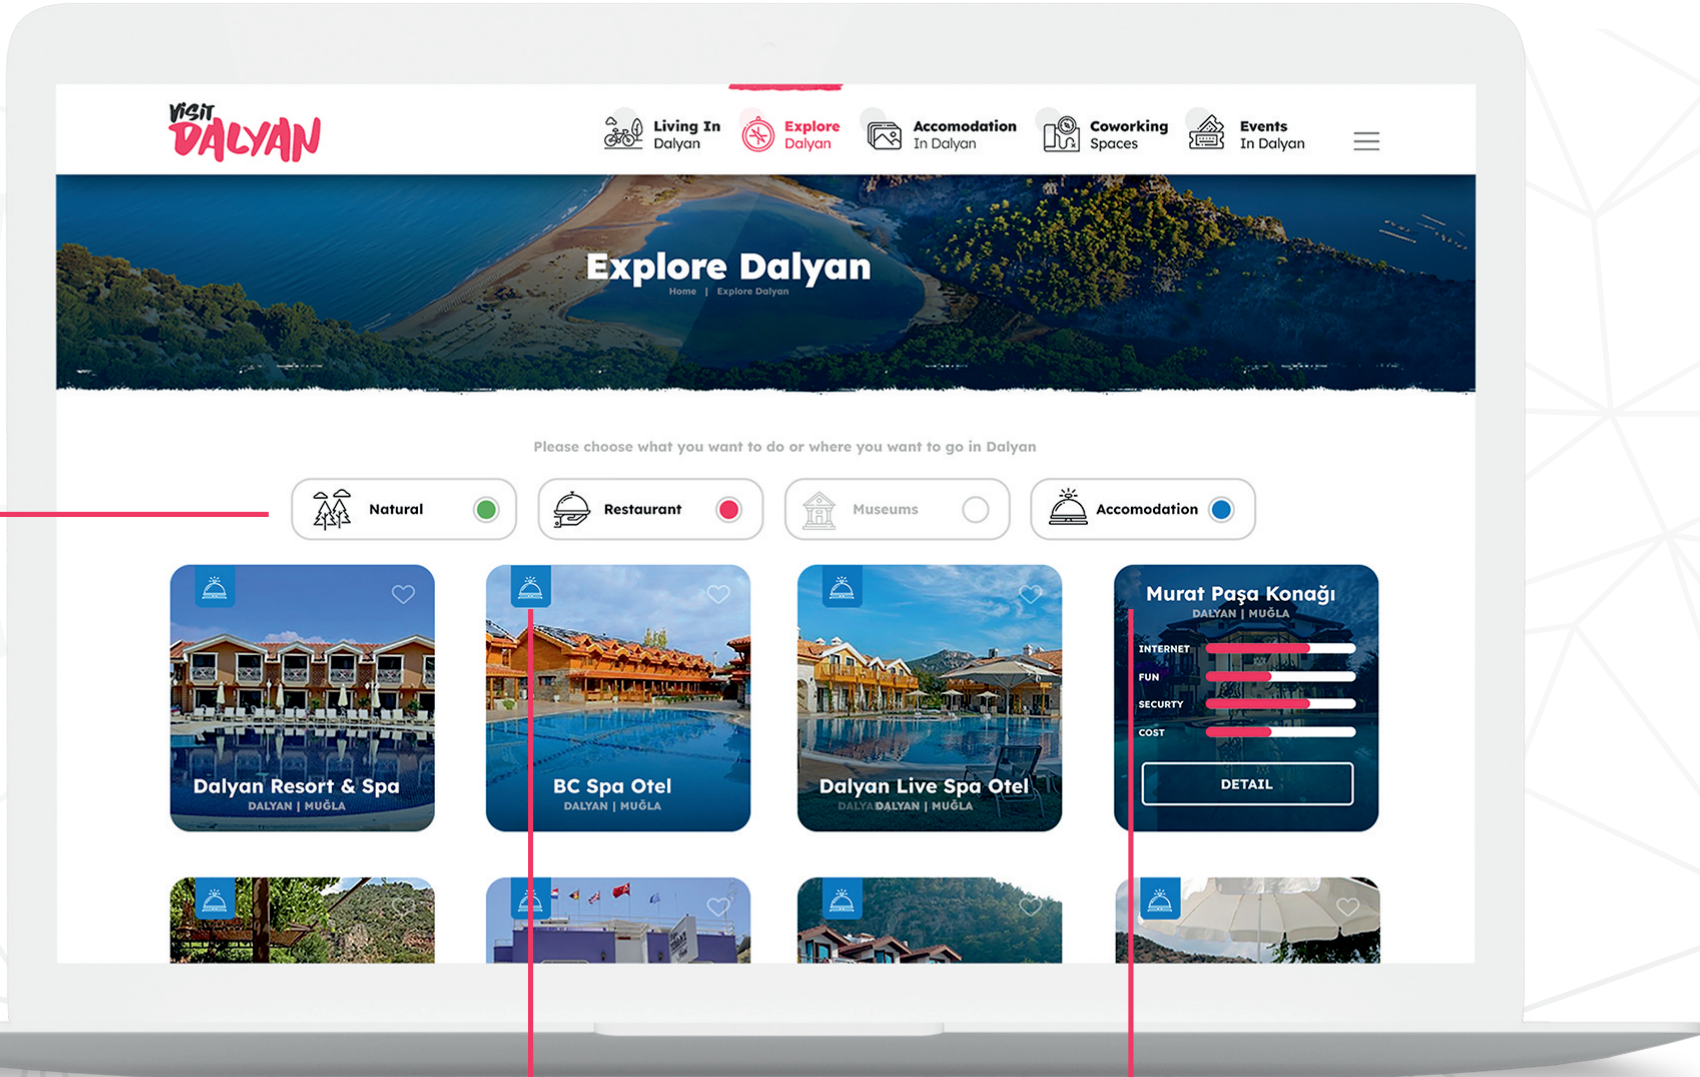 VISIT
DALYAN
Living In
Dalyan
Explore
Dalyan
Accomodation
In Dalyan
Coworking
Spaces
Events
In Dalyan
Explore Dalyan
Home | Explore Dalyan
Please choose what you want to do or where you want to go in Dalyan
Natural
Restaurant
Museums
Accomodation
Dalyan Resort & Spa
DALYAN | MUĞLA
BC Spa Otel
DALYAN | MUĞLA
Dalyan Live Spa Otel
DALYAN | MUĞLA
Murat Paşa Konağı
DALYAN | MUĞLA
INTERNET
FUN
SECURTY
COST
DETAIL